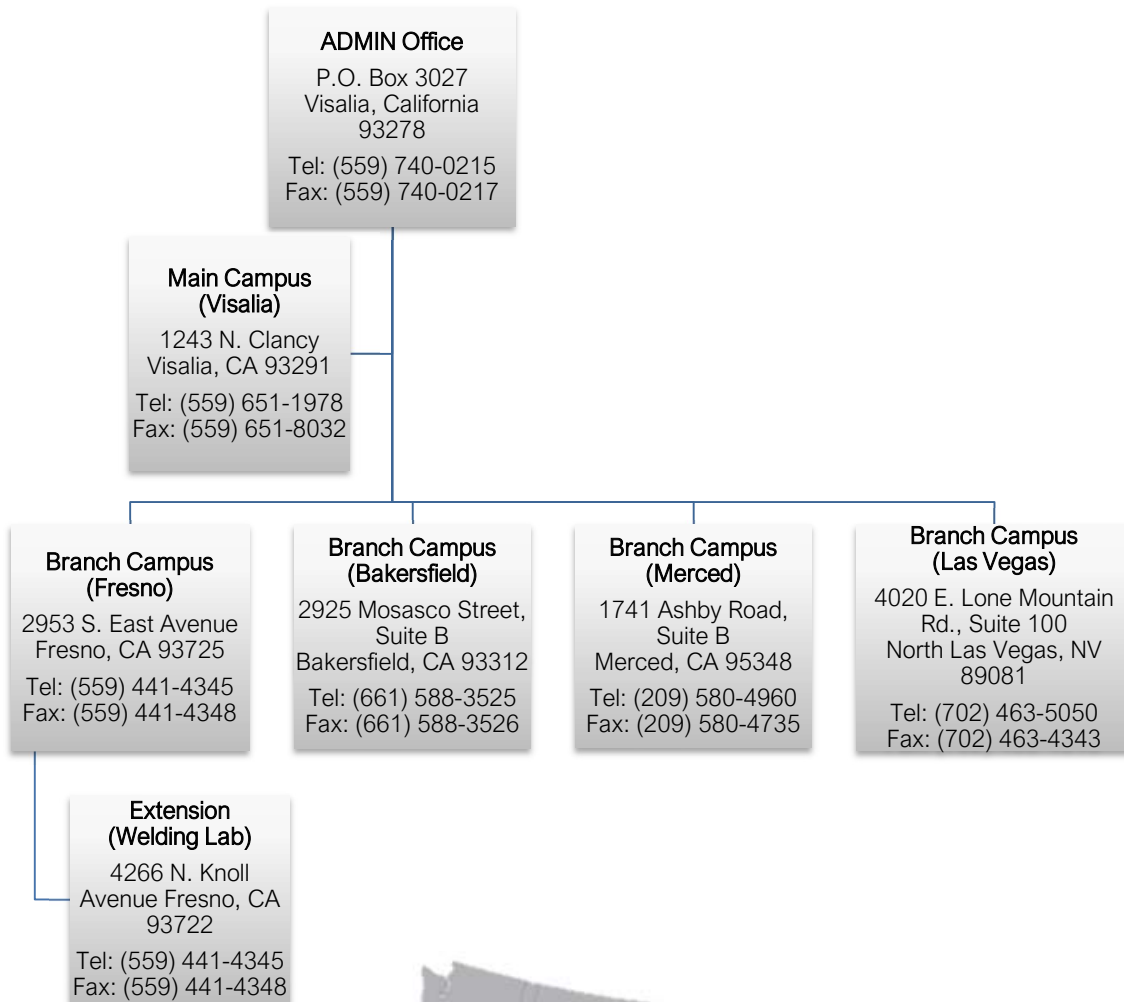 ADMIN Office
P.O. Box 3027
Visalia, California
93278
Tel: (559) 740-0215
Fax: (559) 740-0217
Main Campus
(Visalia)
1243 N. Clancy
Visalia, CA 93291
Tel: (559) 651-1978
Fax: (559) 651-8032
Branch Campus
(Fresno)
2953 S. East Avenue
Fresno, CA 93725
Tel: (559) 441-4345
Fax: (559) 441-4348
Branch Campus
(Bakersfield)
2925 Mosasco Street,
Suite B
Bakersfield, CA 93312
Tel: (661) 588-3525
Fax: (661) 588-3526
Branch Campus
(Merced)
1741 Ashby Road,
Suite B
Merced, CA 95348
Tel: (209) 580-4960
Fax: (209) 580-4735
Branch Campus
(Las Vegas)
4020 E. Lone Mountain
Rd., Suite 100
North Las Vegas, NV
89081
Tel: (702) 463-5050
Fax: (702) 463-4343
Extension
(Welding Lab)
4266 N. Knoll
Avenue Fresno, CA
93722
Tel: (559) 441-4345
Fax: (559) 441-4348